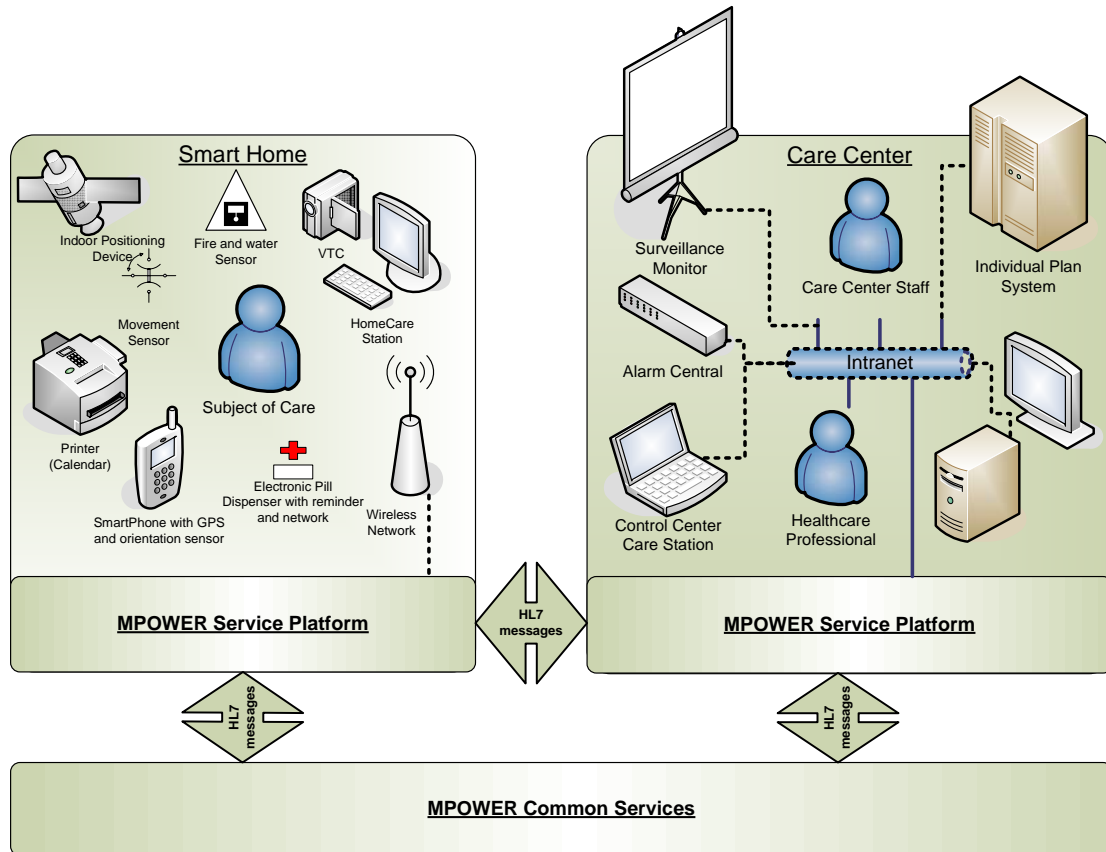 Smart Home
Indoor Positioning
Device
Fire and water
Sensor
VTC
HomeCare
Station
Movement
Sensor
Subject of Care
Printer
(Calendar)
SmartPhone with GPS
and orientation sensor
Electronic Pill
Dispenser with reminder
and network
Wireless
Network
MPOWER Service Platform
HL7
messages
Care Center
Surveillance
Monitor
Care Center Staff
Individual Plan
System
Alarm Central
Intranet
Control Center
Care Station
Healthcare
Professional
MPOWER Service Platform
HL7
messages
HL7
messages
MPOWER Common Services